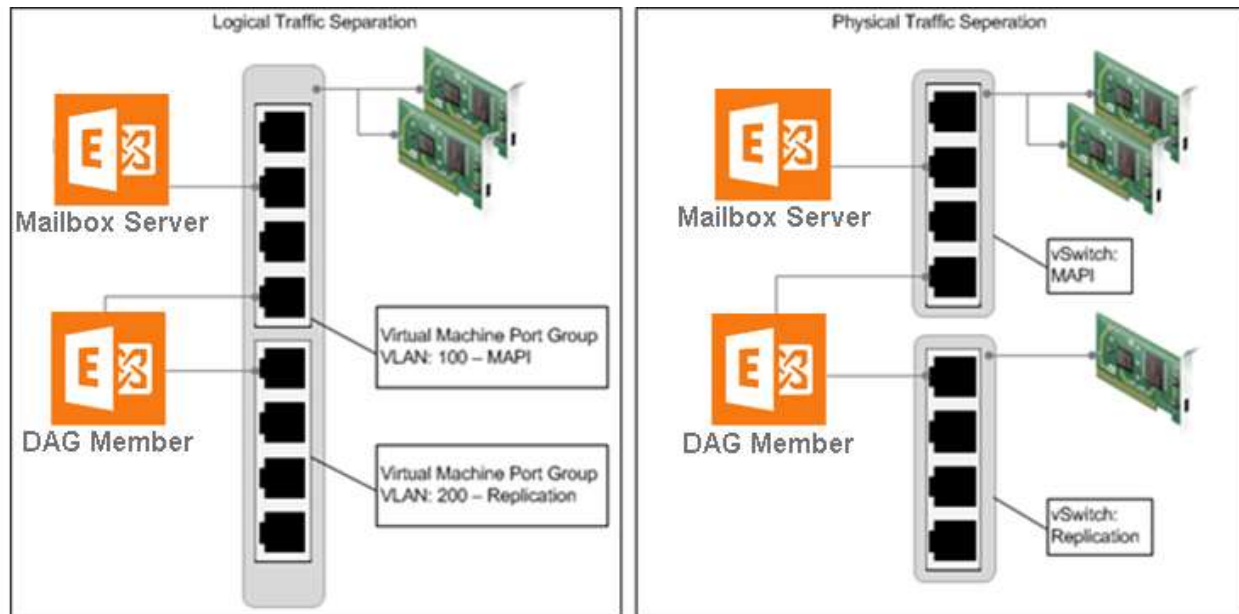 Logical Traffic Separation
E
Mailbox Server
E
DAG Member
Virtual Machine Port Group
VLAN: 100 – MAPI
Virtual Machine Port Group
VLAN: 200 – Replication
Physical Traffic Seperation
E
Mailbox Server
vSwitch:
MAPI
E
DAG Member
vSwitch:
Replication